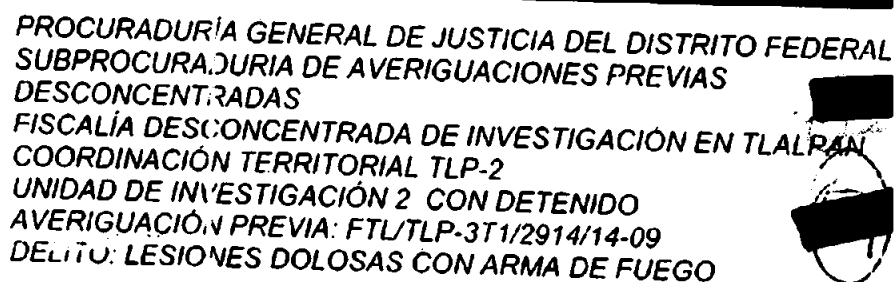 PROCURADURÍA GENERAL DE JUSTICIA DEL DISTRITO FEDERAL
SUBPROCURADURIA DE AVERIGUACIONES PREVIAS
DESCONCENTRADAS
FISCALÍA DESCONCENTRADA DE INVESTIGACIÓN EN TLALPAN
COORDINACIÓN TERRITORIAL TLP-2
UNIDAD DE INVESTIGACIÓN 2 CON DETENIDO
AVERIGUACIÓN PREVIA: FTL/TLP-3T1/2914/14-09
DELITO: LESIONES DOLOSAS CON ARMA DE FUEGO